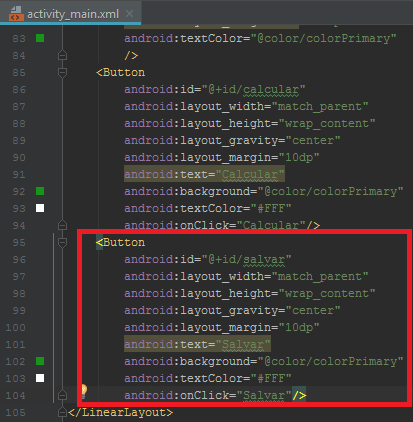 activity_main.xml
83 android:textColor="@color/colorPrimary"
84 />
85 <Button
86 android:id="@+id/calcular"
87 android:layout_width="match_parent"
88 android:layout_height="wrap_content"
89 android:layout_gravity="center"
90 android:layout_margin="10dp"
91 android:text="Calcular"
92 android:background="@color/colorPrimary"
93 android:textColor="#FFF"
94 android:onClick="Calcular"/>
95 <Button
96 android:id="@+id/salvar"
97 android:layout_width="match_parent"
98 android:layout_height="wrap_content"
99 android:layout_gravity="center"
100 android:layout_margin="10dp"
101 android:text="Salvar"
102 android:background="@color/colorPrimary"
103 android:textColor="#FFF"
104 android:onClick="Salvar"/>
105 </LinearLayout>